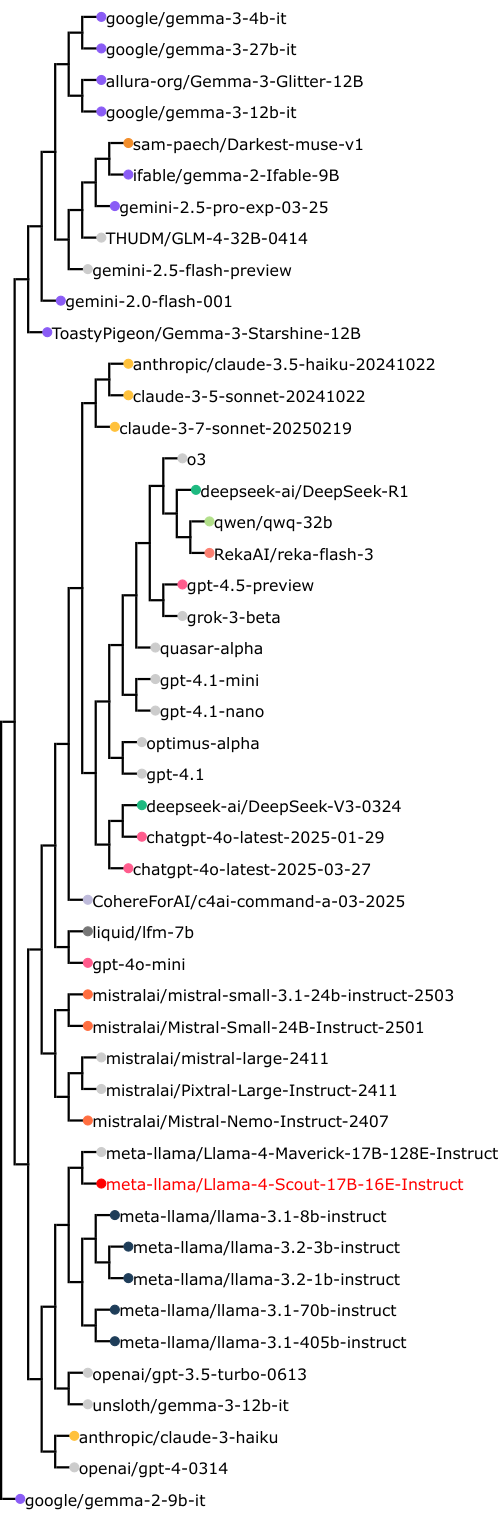 google/gemma-3-4b-it
google/gemma-3-27b-it
allura-org/Gemma-3-Glitter-12B
google/gemma-3-12b-it
sam-paech/Darkest-muse-v1
ifable/gemma-2-Ifable-9B
gemini-2.5-pro-exp-03-25
THUDM/GLM-4-32B-0414
gemini-2.5-flash-preview
gemini-2.0-flash-001
ToastyPigeon/Gemma-3-Starshine-12B
anthropic/claude-3.5-haiku-20241022
claude-3-5-sonnet-20241022
claude-3-7-sonnet-20250219
o3
deepseek-ai/DeepSeek-R1
qwen/qwq-32b
RekaAI/reka-flash-3
gpt-4.5-preview
grok-3-beta
quasar-alpha
gpt-4.1-mini
gpt-4.1-nano
optimus-alpha
gpt-4.1
deepseek-ai/DeepSeek-V3-0324
chatgpt-4o-latest-2025-01-29
chatgpt-4o-latest-2025-03-27
CohereForAI/c4ai-command-a-03-2025
liquid/lfm-7b
gpt-4o-mini
mistralai/mistral-small-3.1-24b-instruct-2503
mistralai/Mistral-Small-24B-Instruct-2501
mistralai/mistral-large-2411
mistralai/Pixtral-Large-Instruct-2411
mistralai/Mistral-Nemo-Instruct-2407
meta-llama/Llama-4-Maverick-17B-128E-Instruct
meta-llama/Llama-4-Scout-17B-16E-Instruct
meta-llama/llama-3.1-8b-instruct
meta-llama/llama-3.2-3b-instruct
meta-llama/llama-3.2-1b-instruct
meta-llama/llama-3.1-70b-instruct
meta-llama/llama-3.1-405b-instruct
openai/gpt-3.5-turbo-0613
unsloth/gemma-3-12b-it
anthropic/claude-3-haiku
openai/gpt-4-0314
google/gemma-2-9b-it